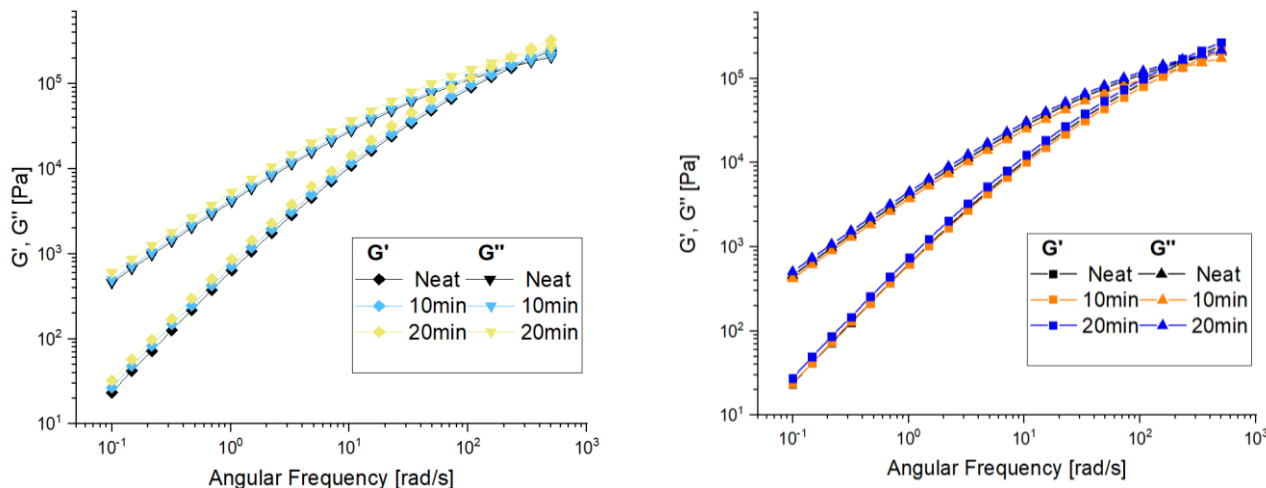 G', G" [Pa]
10⁵
10⁴
10³
10²
10¹
10⁻¹ 10⁰ 10¹ 10² 10³
Angular Frequency [rad/s]
G' G"
Neat Neat
10min 10min
20min 20min
G', G" [Pa]
10⁵
10⁴
10³
10²
10¹
10⁻¹ 10⁰ 10¹ 10² 10³
Angular Frequency [rad/s]
G' G"
Neat Neat
10min 10min
20min 20min